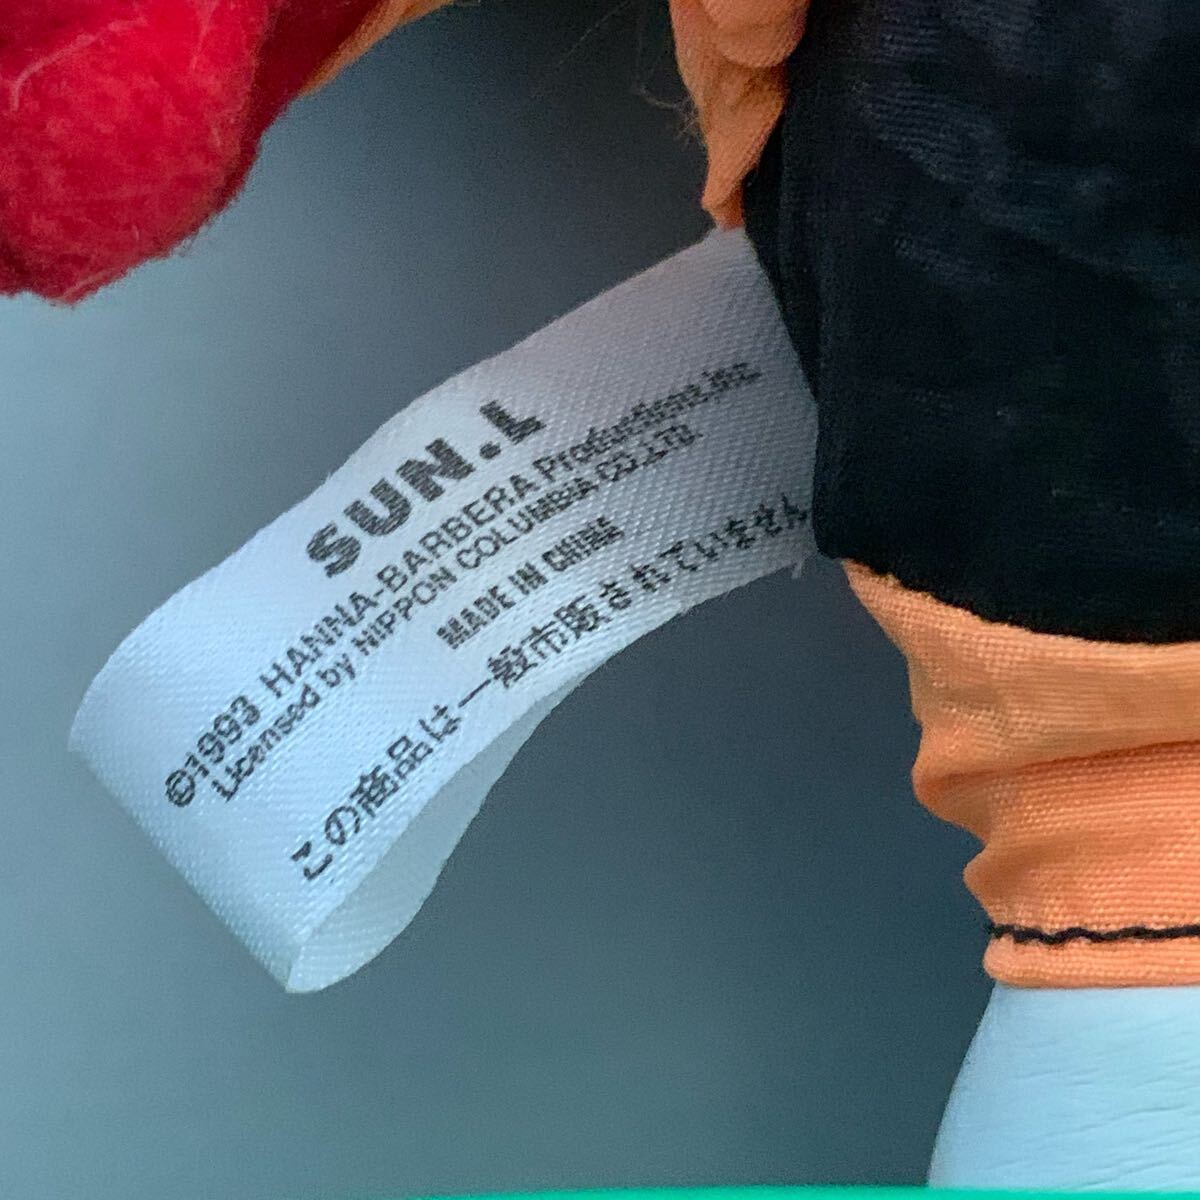 SUN.L
©1993 HANNA-BARBERA Productions,Inc
Licensed by NIPPON COLUMBIA CO.,LTD.
MADE IN CHINA
この商品は一般市販されていません